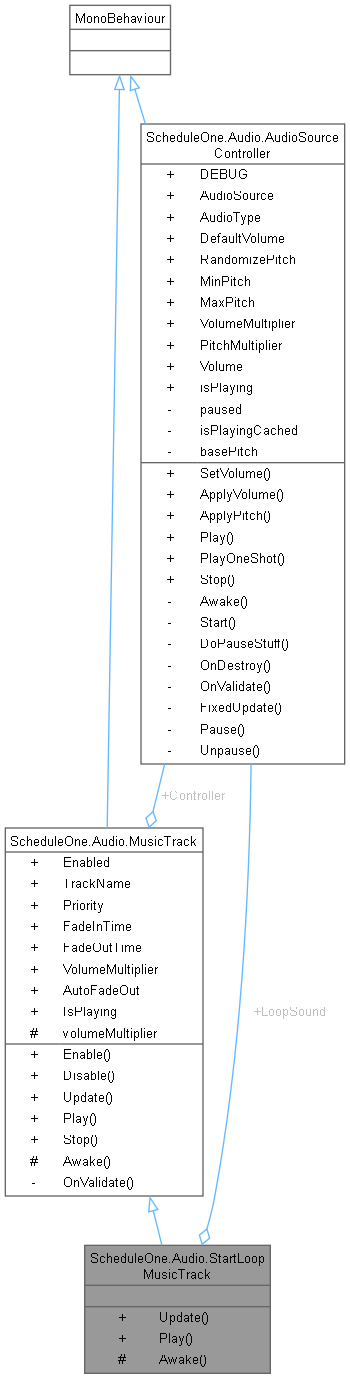 MonoBehaviour
ScheduleOne.Audio.AudioSource
Controller
+ DEBUG
+ AudioSource
+ AudioType
+ DefaultVolume
+ RandomizePitch
+ MinPitch
+ MaxPitch
+ VolumeMultiplier
+ PitchMultiplier
+ Volume
+ isPlaying
- paused
- isPlayingCached
- basePitch
+ SetVolume()
+ ApplyVolume()
+ ApplyPitch()
+ Play()
+ PlayOneShot()
+ Stop()
- Awake()
- Start()
- DoPauseStuff()
- OnDestroy()
- OnValidate()
- FixedUpdate()
- Pause()
- Unpause()
+Controller
ScheduleOne.Audio.MusicTrack
+ Enabled
+ TrackName
+ Priority
+ FadeInTime
+ FadeOutTime
+ VolumeMultiplier
+ AutoFadeOut
+ IsPlaying
# volumeMultiplier
+ Enable()
+ Disable()
+ Update()
+ Play()
+ Stop()
# Awake()
- OnValidate()
+LoopSound
ScheduleOne.Audio.StartLoop
MusicTrack
+ Update()
+ Play()
# Awake()